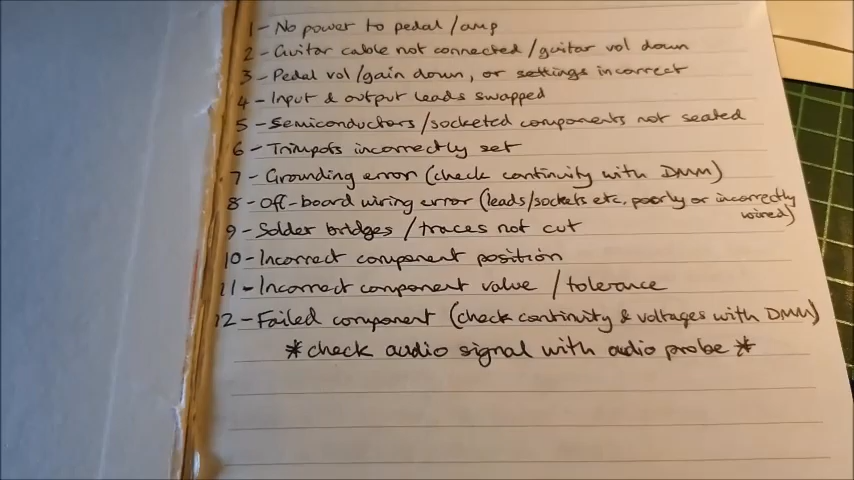 1 - No power to pedal/amp
2 - Guitar cable not connected/guitar vol down
3 - Pedal vol/gain down, or settings incorrect
4 - Input & output leads swapped
5 - Semiconductors/socketed components not seated
6 - Trimpots incorrectly set
7 - Grounding error (check continuity with DMM)
8 - Off-board wiring error (leads/sockets etc. poorly or incorrectly
wired)
9 - Solder bridges/traces not cut
10 - Incorrect component position
11 - Incorrect component value/tolerance
12 - Failed component (check continuity & voltages with DMM)
*check audio signal with audio probe*